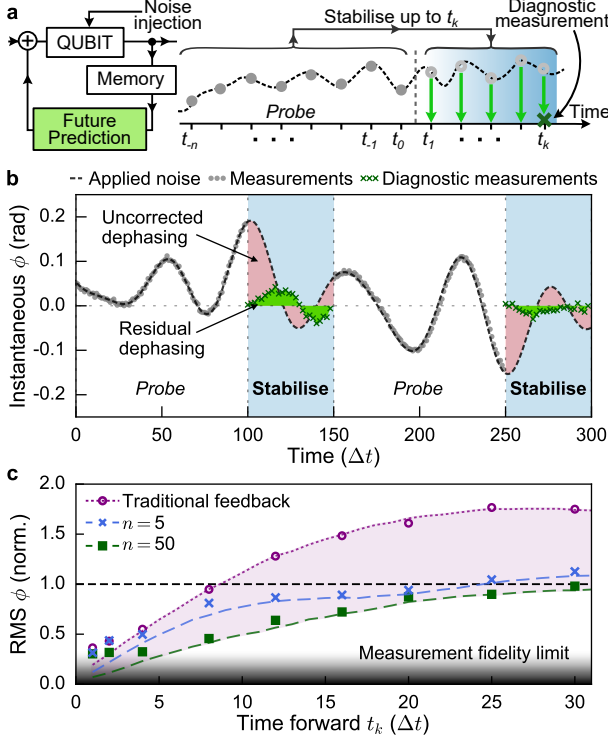 a
Noise
injection
QUBIT
Memory
Future
Prediction
Stabilise up to t_k
Diagnostic
measurement
Probe
Time
t_-n
t_-1
t_0
t_1
t_k
b
Applied noise
Measurements
Diagnostic measurements
Instantaneous ϕ (rad)
0.2
0.1
0.0
-0.1
-0.2
Uncorrected
dephasing
Residual
dephasing
Probe
Stabilise
Probe
Stabilise
0
50
100
150
200
250
300
Time (Δt)
c
RMS ϕ (norm.)
2.0
1.5
1.0
0.5
0.0
Traditional feedback
n = 5
n = 50
Measurement fidelity limit
0
5
10
15
20
25
30
Time forward t_k (Δt)